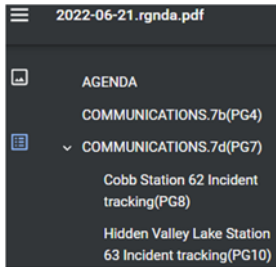 2022-06-21.rgnda.pdf
AGENDA
COMMUNICATIONS.7b(PG4)
COMMUNICATIONS.7d(PG7)
Cobb Station 62 Incident
tracking(PG8)
Hidden Valley Lake Station
63 Incident tracking(PG10)